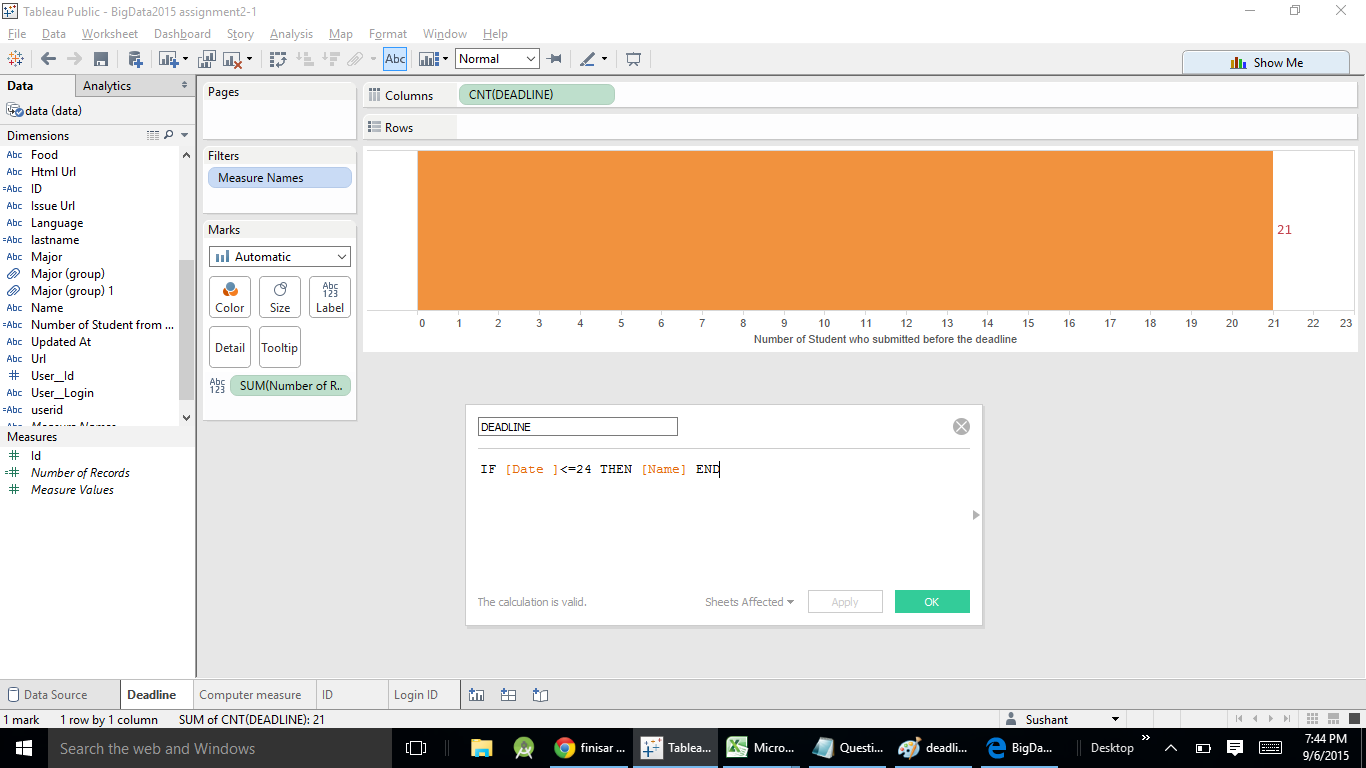 Tableau Public - BigData2015 assignment2-1
File Data Worksheet Dashboard Story Analysis Map Format Window Help
Abc Normal Show Me
Data Analytics
data (data)
Dimensions
Abc Food
Abc Html Url
=Abc ID
Abc Issue Url
Abc Language
=Abc lastname
Abc Major
Major (group)
Major (group) 1
Abc Name
=Abc Number of Student from ...
Abc Updated At
Abc Url
# User__Id
Abc User__Login
=Abc userid
Measures
# Id
=# Number of Records
# Measure Values
Pages
Filters
Measure Names
Marks
Automatic
Color Size Abc 123 Label
Detail Tooltip
Abc 123 SUM(Number of R..
Columns CNT(DEADLINE)
Rows
21
0 1 2 3 4 5 6 7 8 9 10 11 12 13 14 15 16 17 18 19 20 21 22 23
Number of Student who submitted before the deadline
DEADLINE
IF [Date ]<=24 THEN [Name] END
The calculation is valid. Sheets Affected Apply OK
Data Source Deadline Computer measure ID Login ID
1 mark 1 row by 1 column SUM of CNT(DEADLINE): 21 Sushant
Search the web and Windows finisar ... Tablea... Micro... Questi... deadli... BigDa... Desktop 7:44 PM
9/6/2015